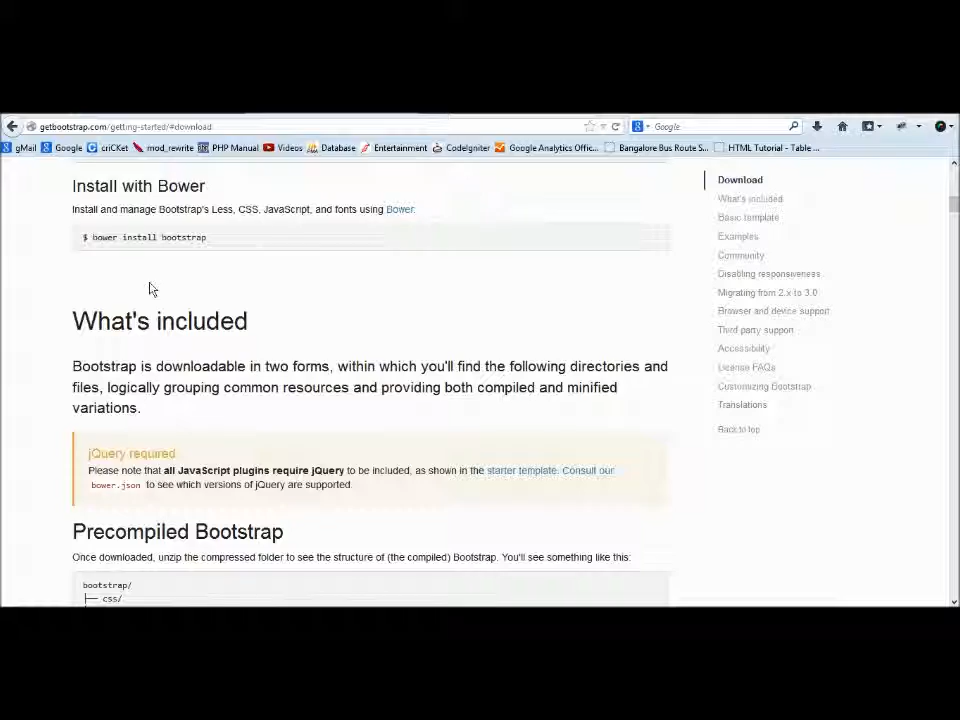 getbootstrap.com/getting-started/#download
Google
gMail Google criCKet mod_rewrite PHP Manual Videos Database Entertainment CodeIgniter Google Analytics Offic... Bangalore Bus Route S... HTML Tutorial - Table ...
Install with Bower
Install and manage Bootstrap's Less, CSS, JavaScript, and fonts using Bower:
$ bower install bootstrap
What's included
Bootstrap is downloadable in two forms, within which you'll find the following directories and
files, logically grouping common resources and providing both compiled and minified
variations.
jQuery required
Please note that all JavaScript plugins require jQuery to be included, as shown in the starter template. Consult our
bower.json to see which versions of jQuery are supported.
Precompiled Bootstrap
Once downloaded, unzip the compressed folder to see the structure of (the compiled) Bootstrap. You'll see something like this:
bootstrap/
├── css/
Download
What's included
Basic template
Examples
Community
Disabling responsiveness
Migrating from 2.x to 3.0
Browser and device support
Third party support
Accessibility
License FAQs
Customizing Bootstrap
Translations
Back to top